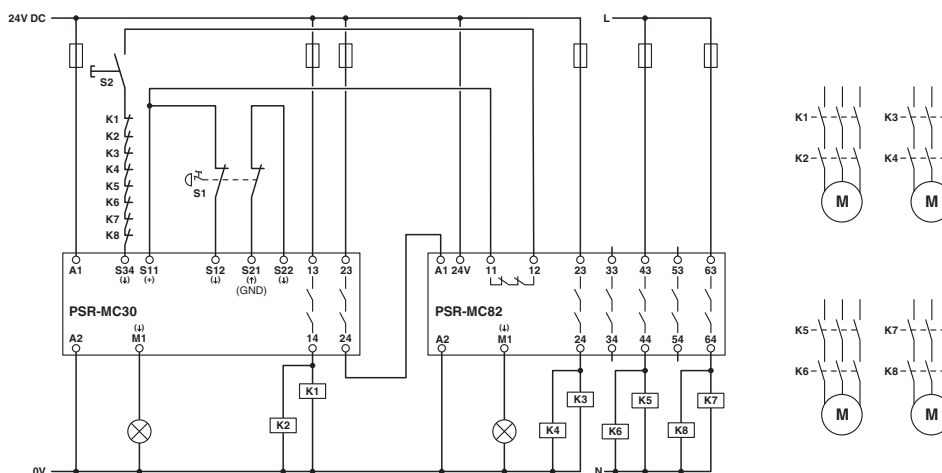 24V DC
L
S2
K1
K2
K3
K4
K5
K6
K7
K8
S1
A1 S34 S11 S12 S21 S22 13 23
(↓) (+) (↓) (↑) (↓)
(GND)
PSR-MC30
(↓)
A2 M1 14 24
A1 24V 11 12 23 33 43 53 63
PSR-MC82
(↓)
A2 M1 24 34 44 54 64
K1
K2
K3
K4
K5
K6
K7
K8
0V
N
K1 K3
K2 K4
M M
K5 K7
K6 K8
M M